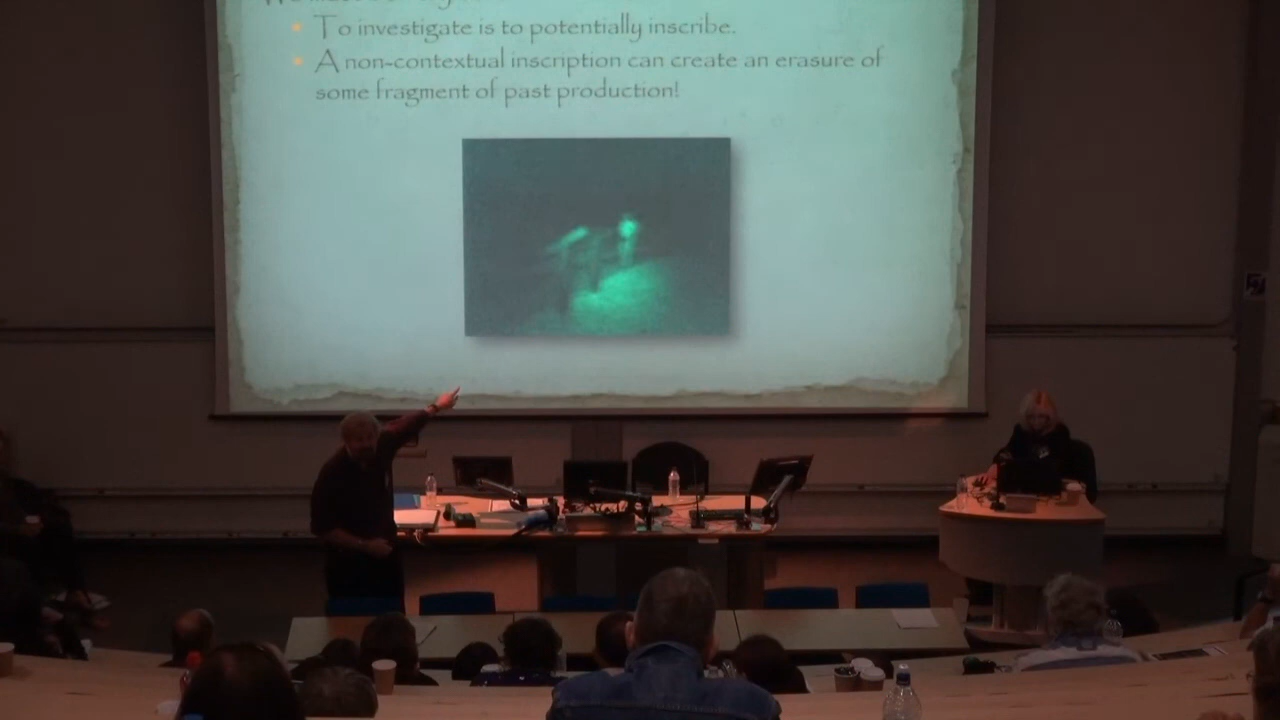 To investigate is to potentially inscribe.
A non-contextual inscription can create an erasure of
some fragment of past production!